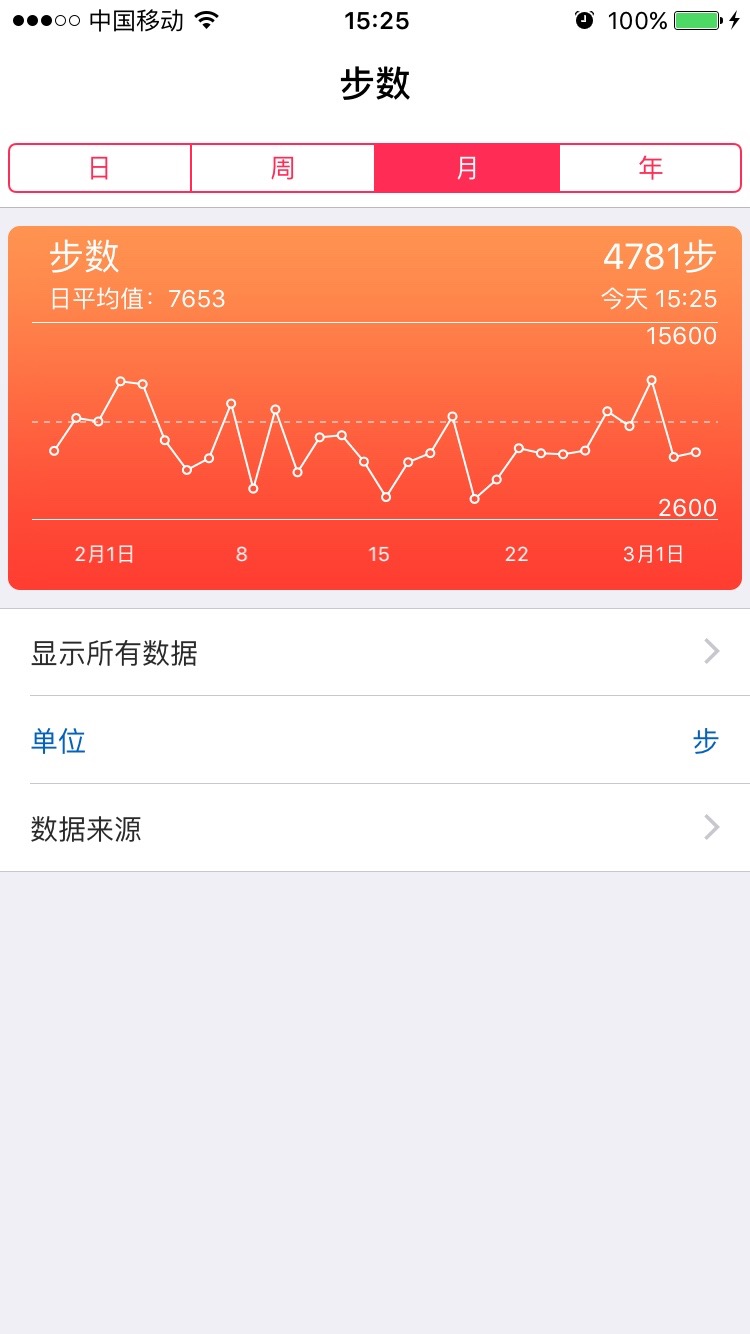 中国移动 15:25 100%
步数
日 周 月 年
步数 4781步
日平均值：7653 今天 15:25
15600
2600
2月1日 8 15 22 3月1日
显示所有数据
单位 步
数据来源